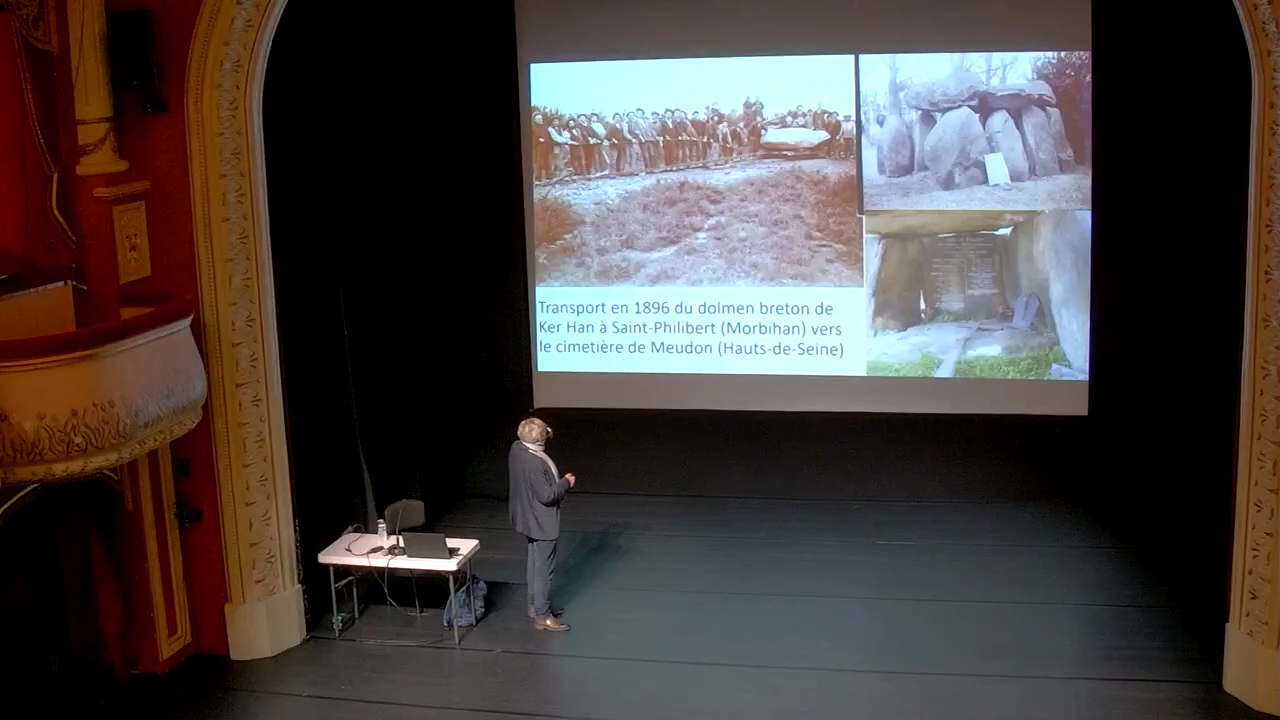 Transport en 1896 du dolmen breton de
Ker Han à Saint-Philibert (Morbihan) vers
le cimetière de Meudon (Hauts-de-Seine)